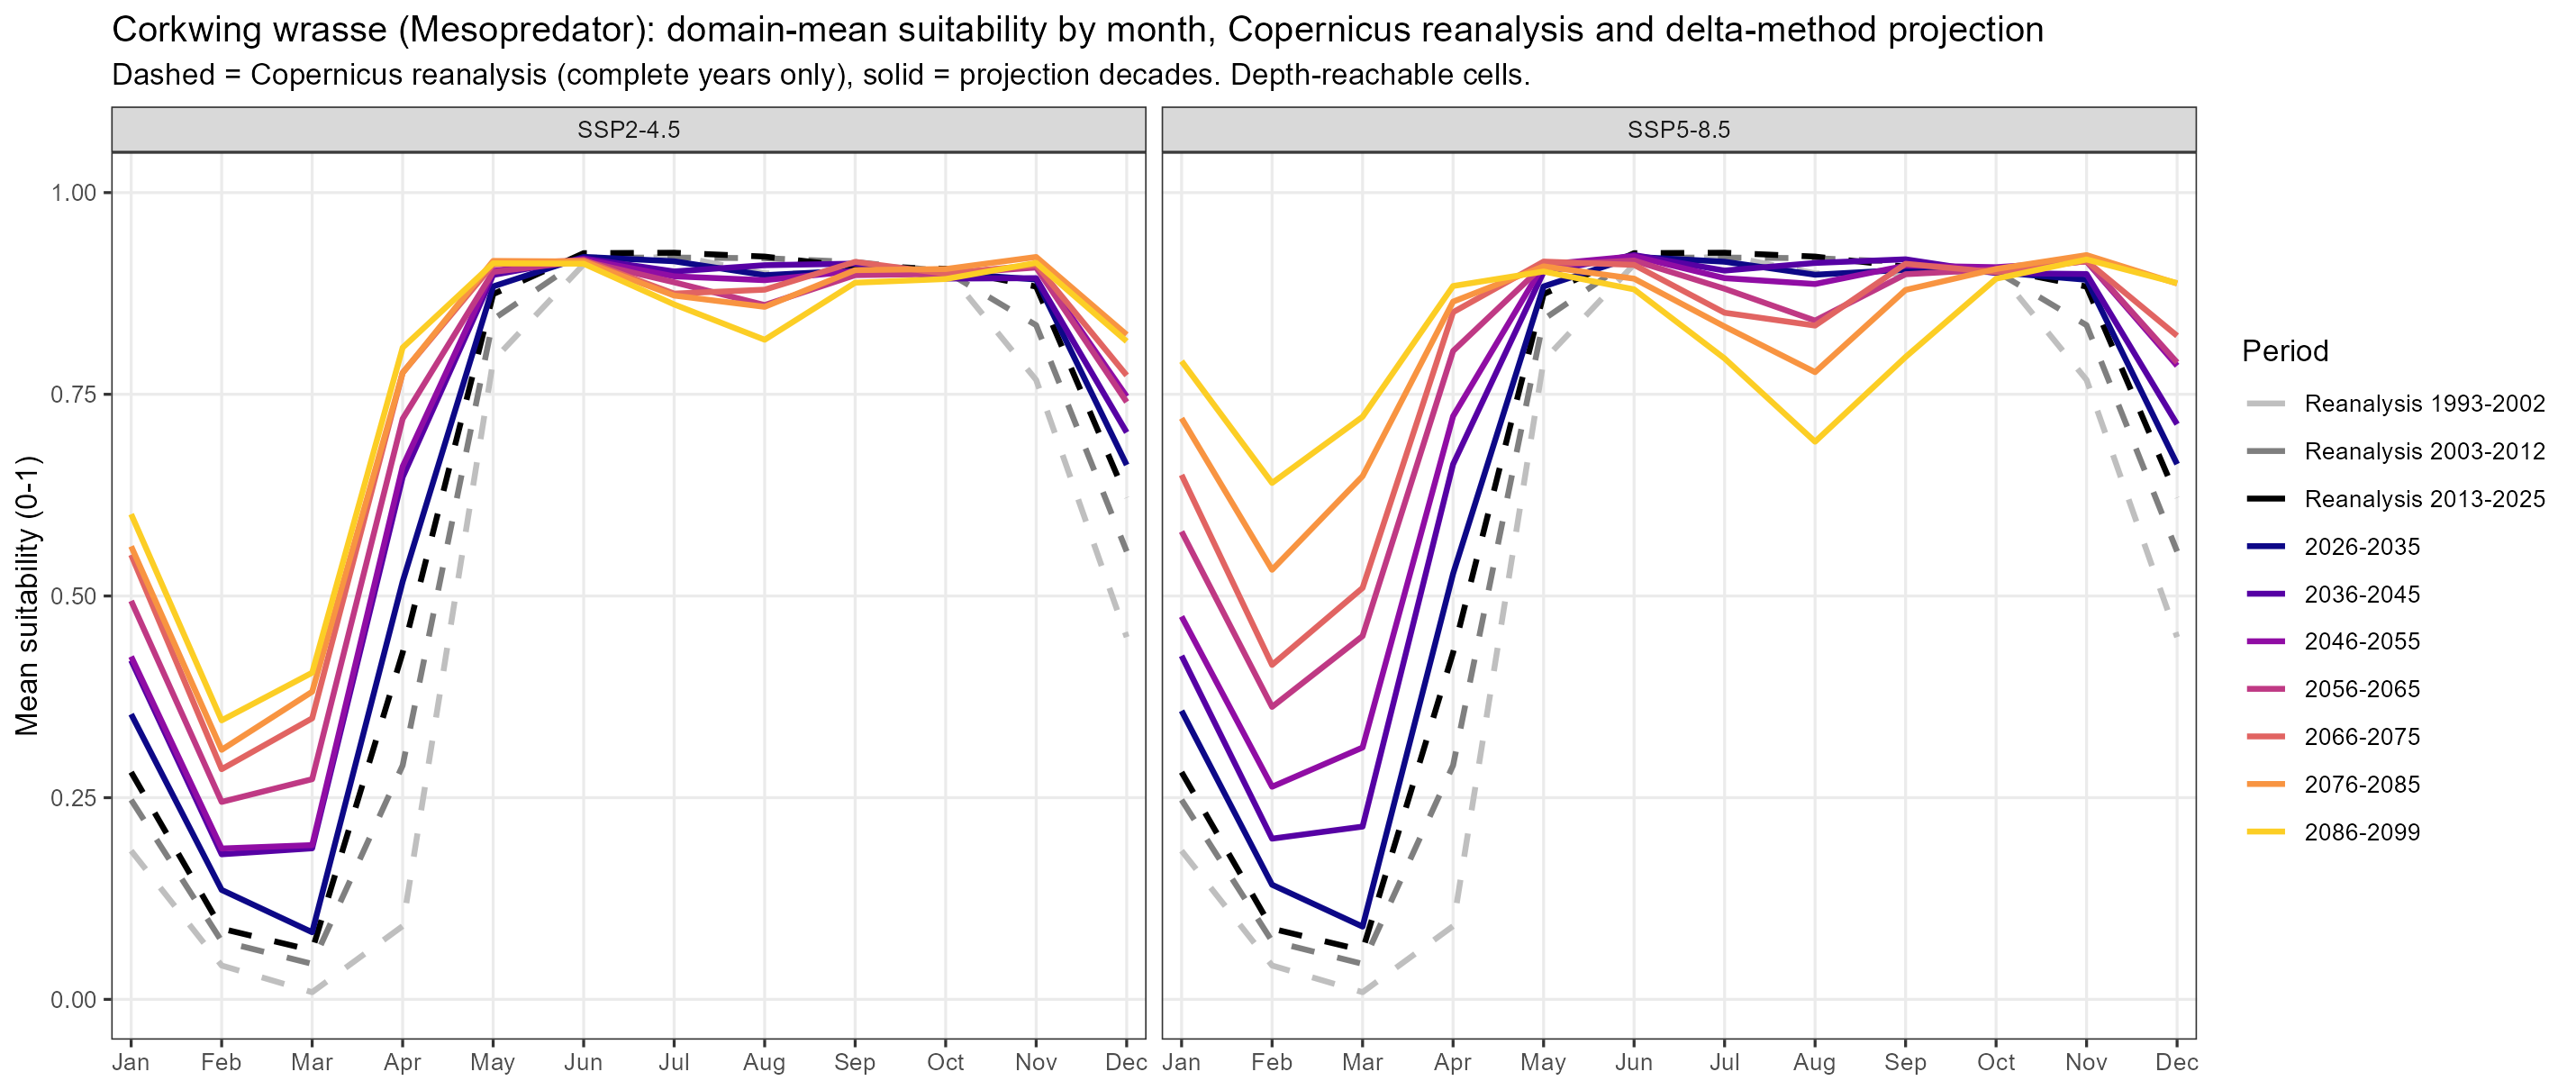 Corkwing wrasse (Mesopredator): domain-mean suitability by month, Copernicus reanalysis and delta-method projection
Dashed = Copernicus reanalysis (complete years only), solid = projection decades. Depth-reachable cells.
SSP2-4.5
SSP5-8.5
Mean suitability (0-1)
1.00
0.75
0.50
0.25
0.00
Jan Feb Mar Apr May Jun Jul Aug Sep Oct Nov Dec
Jan Feb Mar Apr May Jun Jul Aug Sep Oct Nov Dec
Period
Reanalysis 1993-2002
Reanalysis 2003-2012
Reanalysis 2013-2025
2026-2035
2036-2045
2046-2055
2056-2065
2066-2075
2076-2085
2086-2099